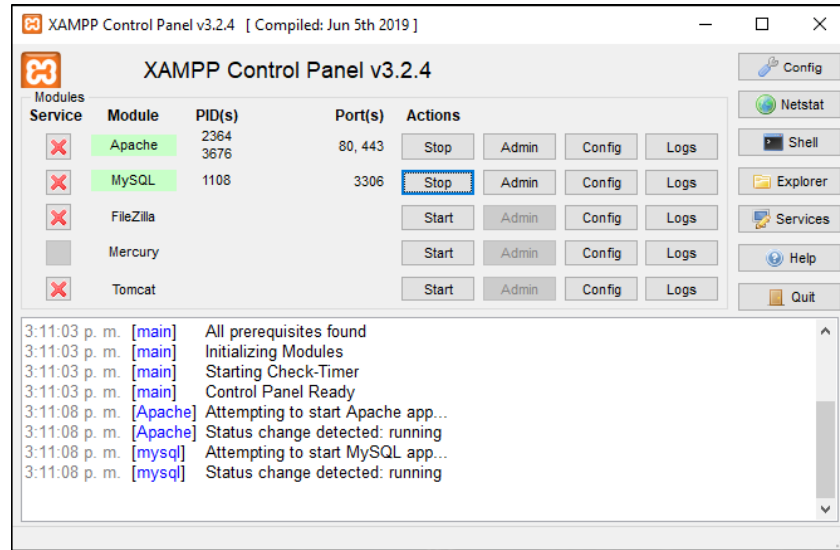 XAMPP Control Panel v3.2.4 [ Compiled: Jun 5th 2019 ]
XAMPP Control Panel v3.2.4
Config
Modules
Service Module PID(s) Port(s) Actions
Netstat
Apache 2364 3676 80, 443 Stop Admin Config Logs
Shell
MySQL 1108 3306 Stop Admin Config Logs
Explorer
FileZilla Start Admin Config Logs
Services
Mercury Start Admin Config Logs
Help
Tomcat Start Admin Config Logs
Quit
3:11:03 p. m. [main] All prerequisites found
3:11:03 p. m. [main] Initializing Modules
3:11:03 p. m. [main] Starting Check-Timer
3:11:03 p. m. [main] Control Panel Ready
3:11:08 p. m. [Apache] Attempting to start Apache app...
3:11:08 p. m. [Apache] Status change detected: running
3:11:08 p. m. [mysql] Attempting to start MySQL app...
3:11:08 p. m. [mysql] Status change detected: running